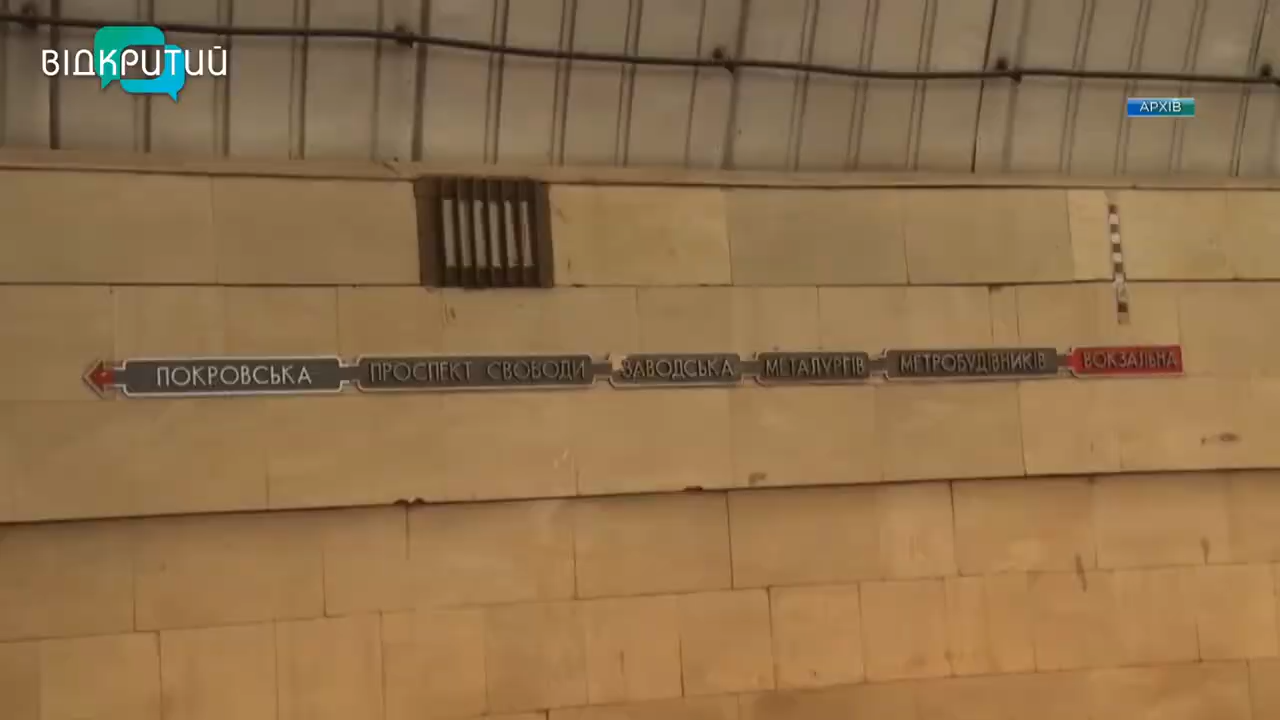 ВІДКРИТИЙ
АРХІВ
ПОКРОВСЬКА ПРОСПЕКТ СВОБОДИ ЗАВОДСЬКА МЕТАЛУРГІВ МЕТРОБУДІВНИКІВ ВОКЗАЛЬНА